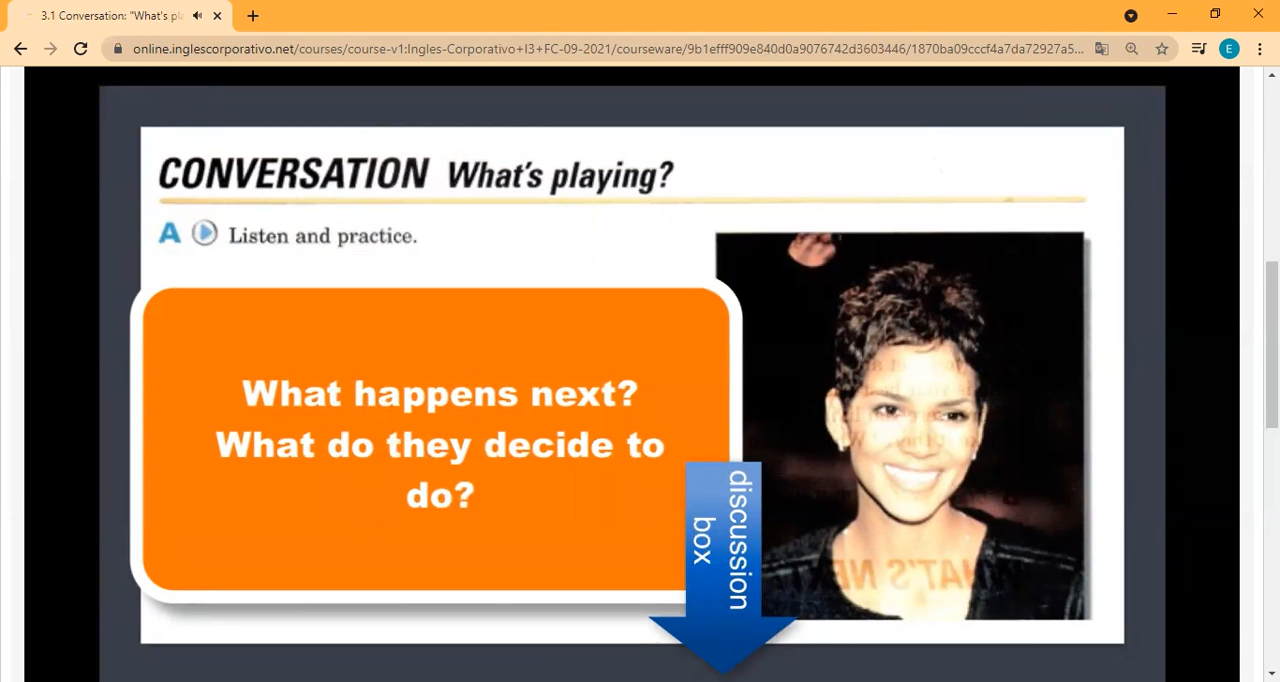 3.1 Conversation: "What's pla
online.inglescorporativo.net/courses/course-v1:Ingles-Corporativo+I3+FC-09-2021/courseware/9b1efff909e840d0a9076742d3603446/1870ba09cccf4a7da72927a5...
E
CONVERSATION What's playing?
A Listen and practice.
What happens next?
What do they decide to
do?
discussion
box